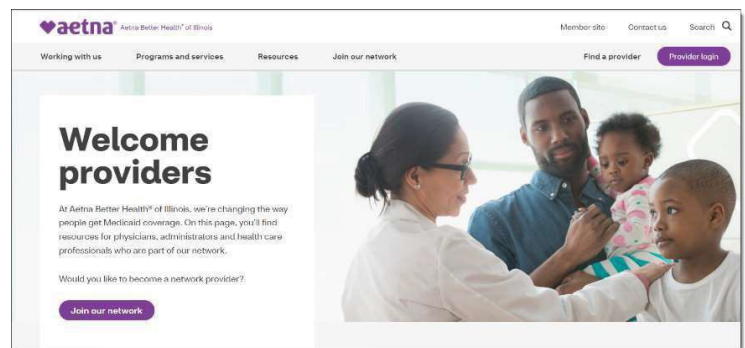 aetna® Aetna Better Health® of Illinois
Member site Contact us Search
Working with us Programs and services Resources Join our network Find a provider Provider login
Welcome
providers
At Aetna Better Health® of Illinois, we're changing the way
people get Medicaid coverage. On this page, you'll find
resources for physicians, administrators and health care
professionals who are part of our network.
Would you like to become a network provider?
Join our network